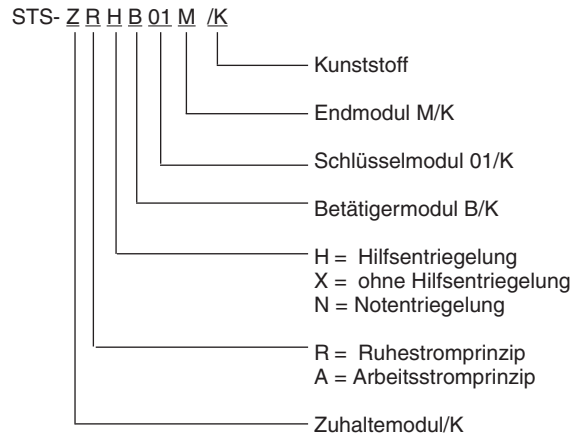 STS- Z R H B 01 M /K
Kunststoff
Endmodul M/K
Schlüsselmodul 01/K
Betätigermodul B/K
H = Hilfsentriegelung
X = ohne Hilfsentriegelung
N = Notentriegelung
R = Ruhestromprinzip
A = Arbeitsstromprinzip
Zuhaltemodul/K